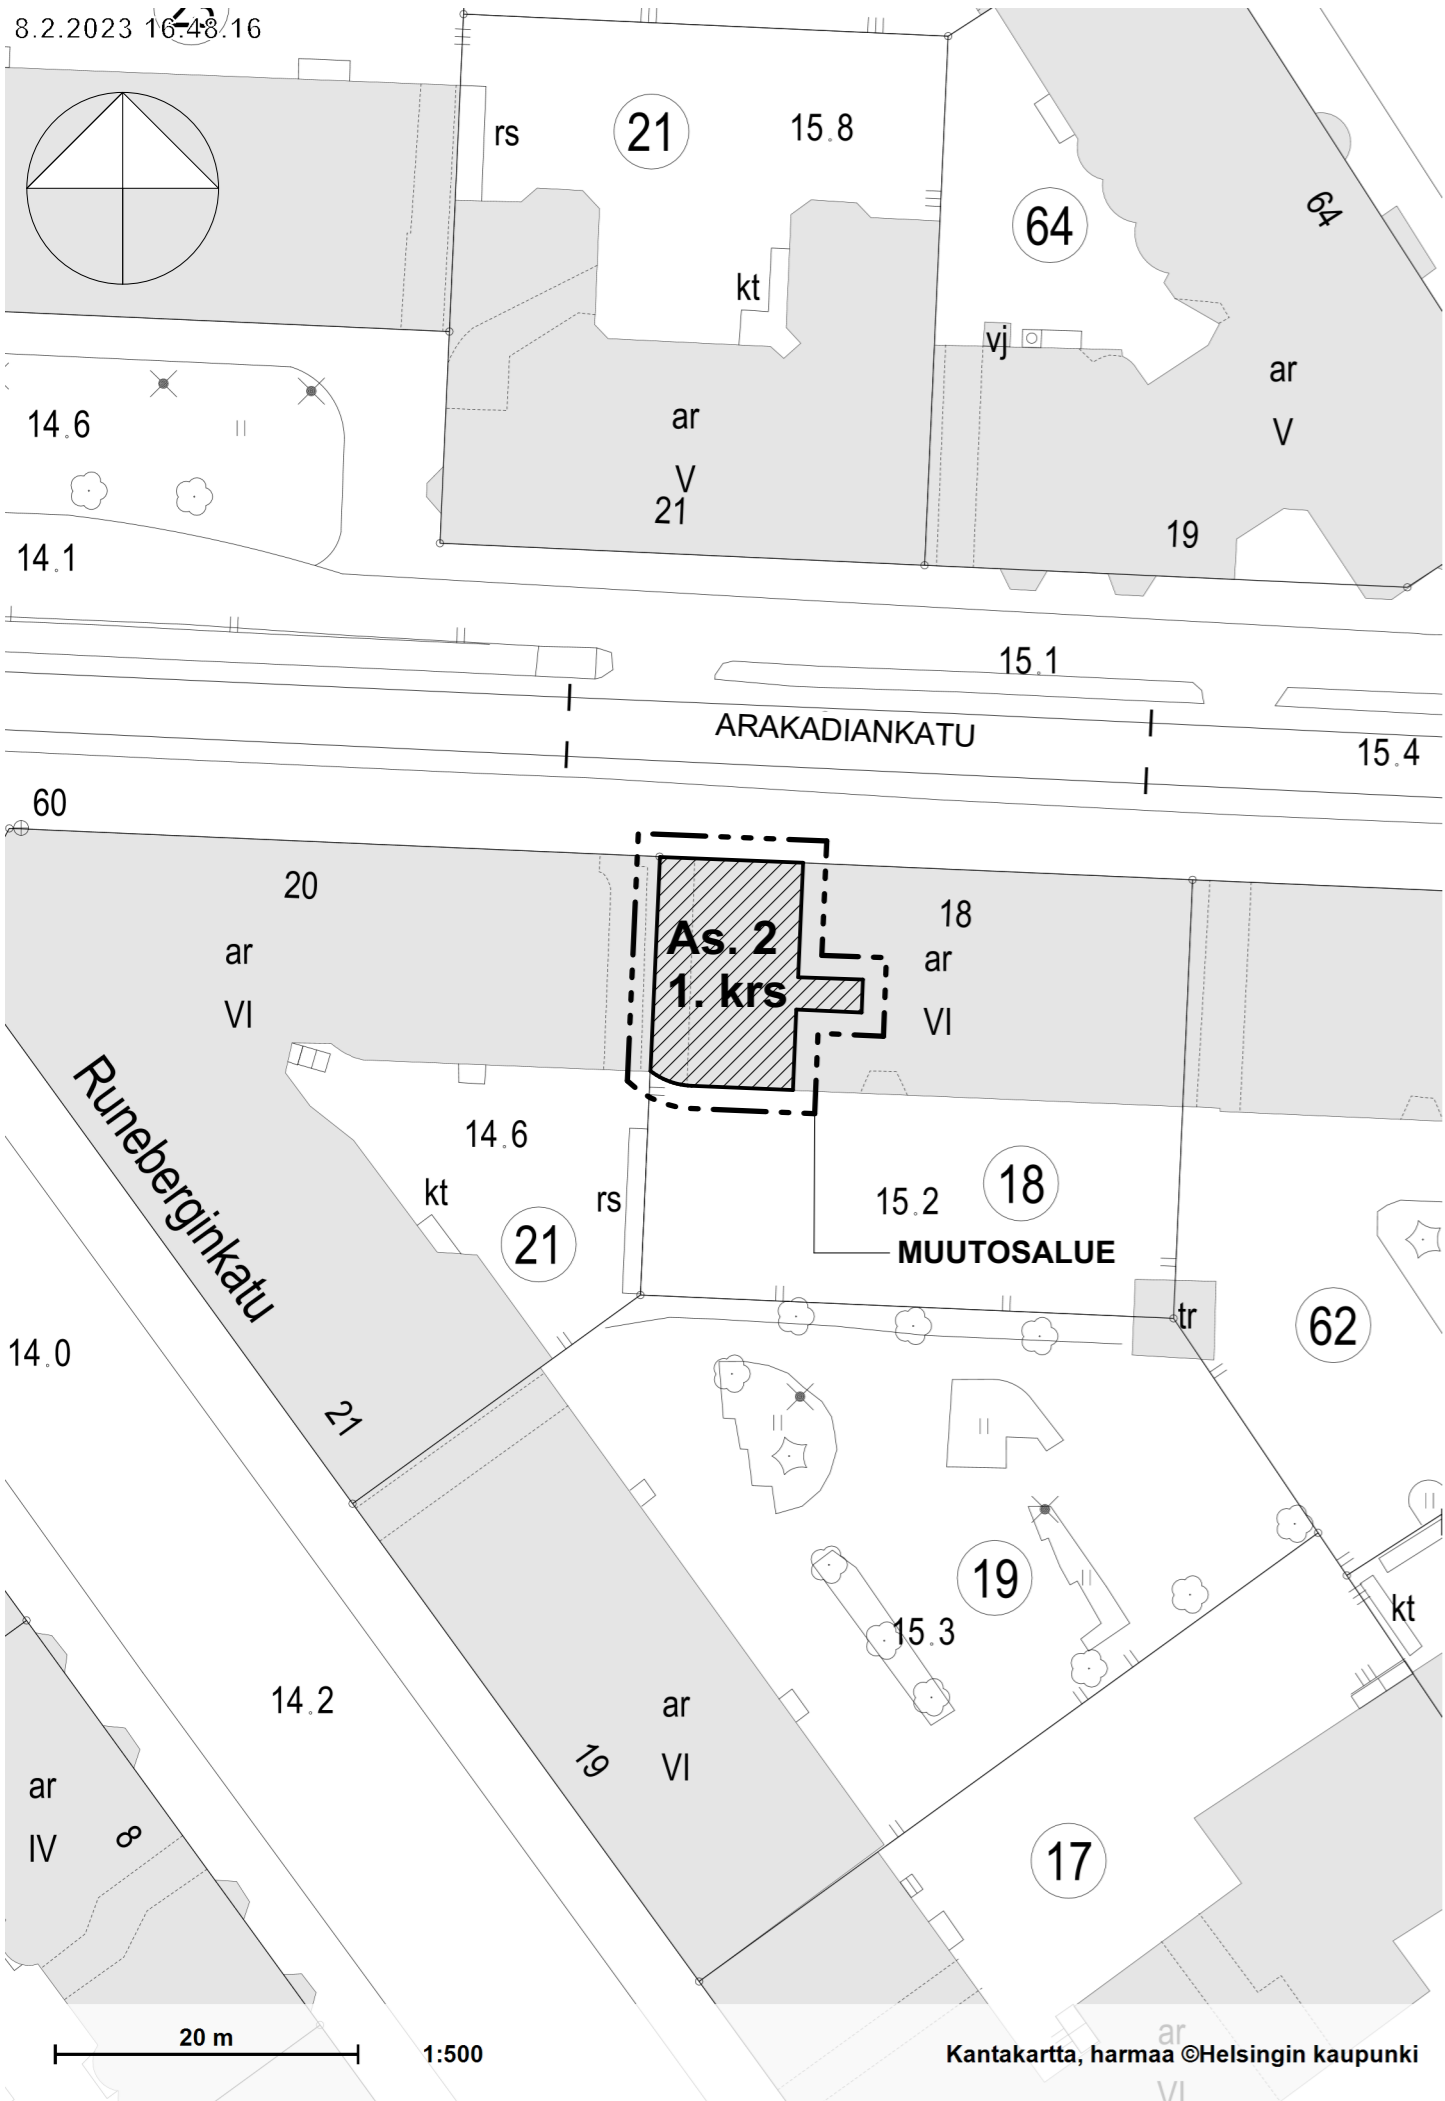 8.2.2023 16:48.16
23
rs
21
15.8
64
64
kt
vj
ar
V
ar
V
14.6
21
19
14.1
15.1
ARAKADIANKATU
15.4
60
20
ar
VI
As. 2
1. krs
18
ar
VI
Runeberginkatu
14.6
kt
rs
21
15.2
18
MUUTOSALUE
tr
62
14.0
21
19
15.3
kt
14.2
ar
VI
19
ar
IV
8
17
ar
VI
20 m
1:500
Kantakartta, harmaa ©Helsingin kaupunki